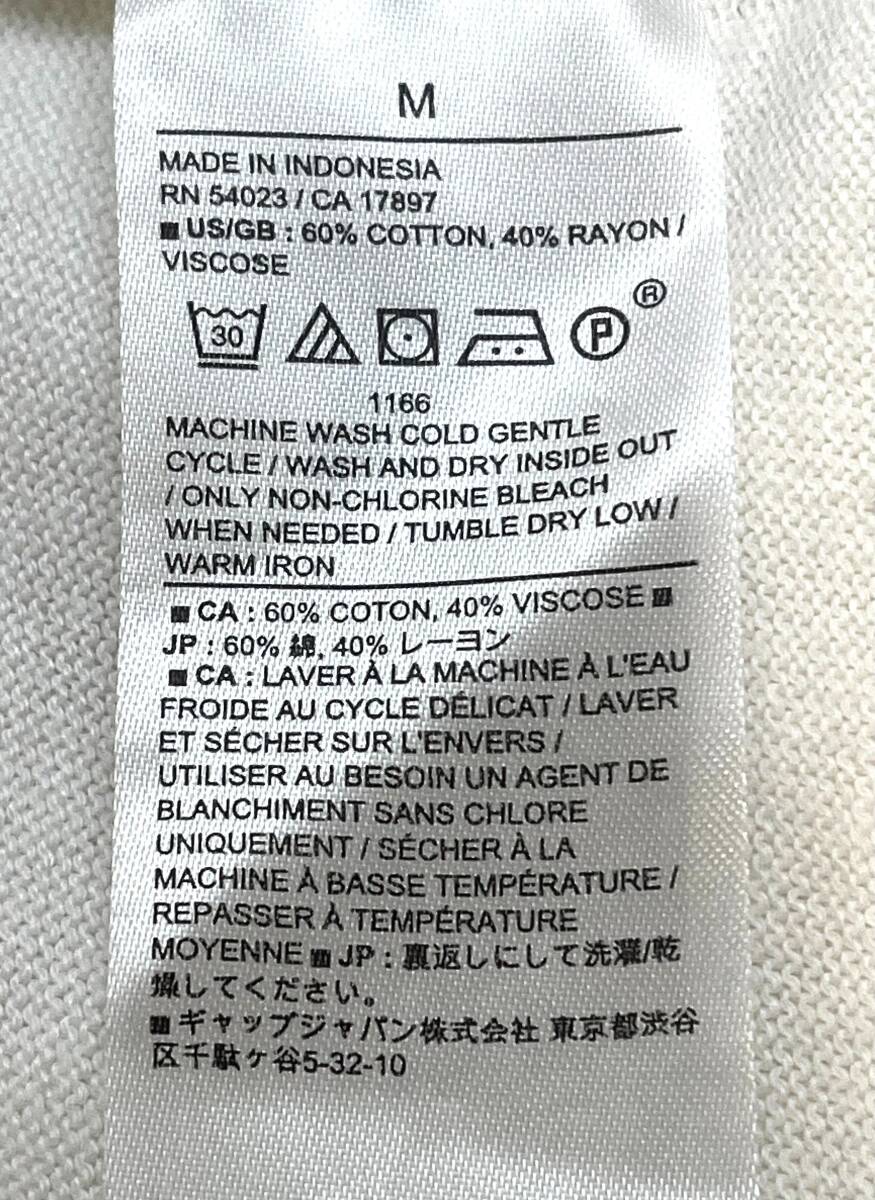 M
MADE IN INDONESIA
RN 54023 / CA 17897
■ US/GB : 60% COTTON, 40% RAYON /
VISCOSE
30 P ®
1166
MACHINE WASH COLD GENTLE
CYCLE / WASH AND DRY INSIDE OUT
/ ONLY NON-CHLORINE BLEACH
WHEN NEEDED / TUMBLE DRY LOW /
WARM IRON
■ CA : 60% COTON, 40% VISCOSE ■
JP : 60% 綿, 40% レーヨン
■ CA : LAVER À LA MACHINE À L'EAU
FROIDE AU CYCLE DÉLICAT / LAVER
ET SÉCHER SUR L'ENVERS /
UTILISER AU BESOIN UN AGENT DE
BLANCHIMENT SANS CHLORE
UNIQUEMENT / SÉCHER À LA
MACHINE À BASSE TEMPÉRATURE /
REPASSER À TEMPÉRATURE
MOYENNE ■ JP : 裏返しにして洗濯/乾
燥してください。
■ ギャップジャパン株式会社 東京都渋谷
区千駄ケ谷5-32-10